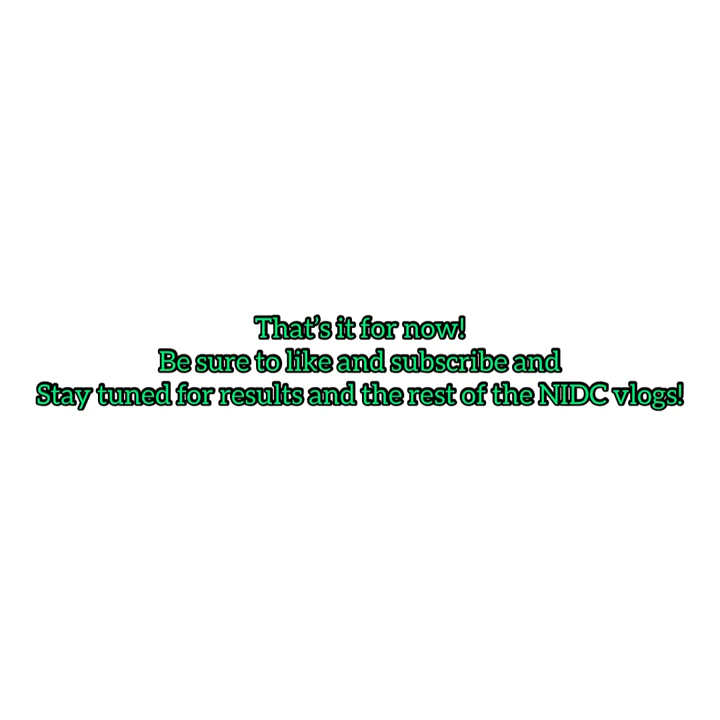 That's it for now!
Be sure to like and subscribe and
Stay tuned for results and the rest of the NIDC vlogs!